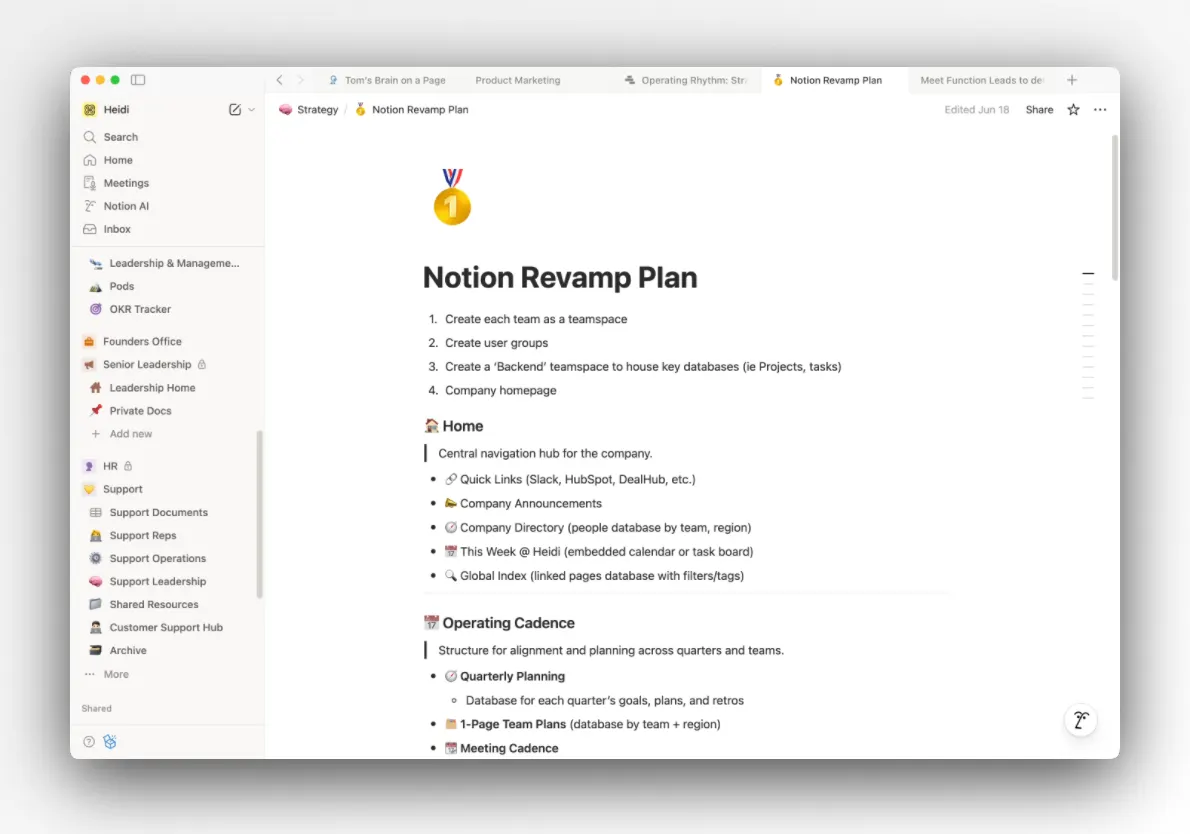 Tom's Brain on a Page
Product Marketing
Operating Rhythm: Str
Notion Revamp Plan
Meet Function Leads to de
Heidi
Strategy / Notion Revamp Plan
Edited Jun 18
Share
Search
Home
Meetings
Notion AI
Inbox
Leadership & Manageme...
Pods
OKR Tracker
Founders Office
Senior Leadership
Leadership Home
Private Docs
Add new
HR
Support
Support Documents
Support Reps
Support Operations
Support Leadership
Shared Resources
Customer Support Hub
Archive
More
Shared
Notion Revamp Plan
1. Create each team as a teamspace
2. Create user groups
3. Create a ‘Backend’ teamspace to house key databases (ie Projects, tasks)
4. Company homepage
Home
Central navigation hub for the company.
• Quick Links (Slack, HubSpot, DealHub, etc.)
• Company Announcements
• Company Directory (people database by team, region)
• This Week @ Heidi (embedded calendar or task board)
• Global Index (linked pages database with filters/tags)
Operating Cadence
Structure for alignment and planning across quarters and teams.
• Quarterly Planning
◦ Database for each quarter's goals, plans, and retros
• 1-Page Team Plans (database by team + region)
• Meeting Cadence